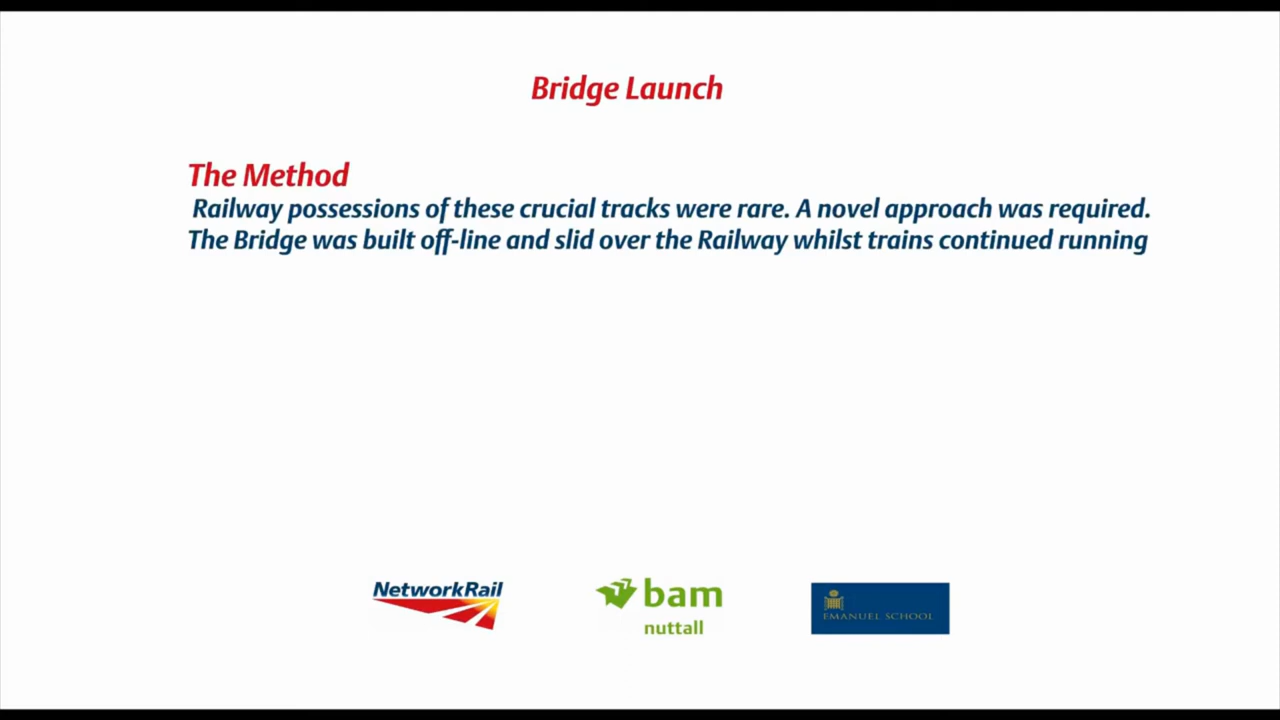 Bridge Launch
The Method
Railway possessions of these crucial tracks were rare. A novel approach was required.
The Bridge was built off-line and slid over the Railway whilst trains continued running
NetworkRail
bam
nuttall
EMANUEL SCHOOL